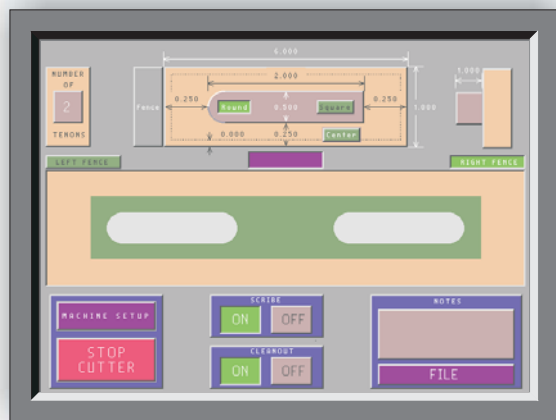 NUMBER
OF
2
TENONS
6.000
2.000
Fence
0.250
Round
0.500
Square
0.250
1.000
0.000
0.250
Center
1.000
LEFT FENCE
RIGHT FENCE
MACHINE SETUP
STOP
CUTTER
SCRIBE
ON
OFF
CLEANOUT
ON
OFF
NOTES
FILE